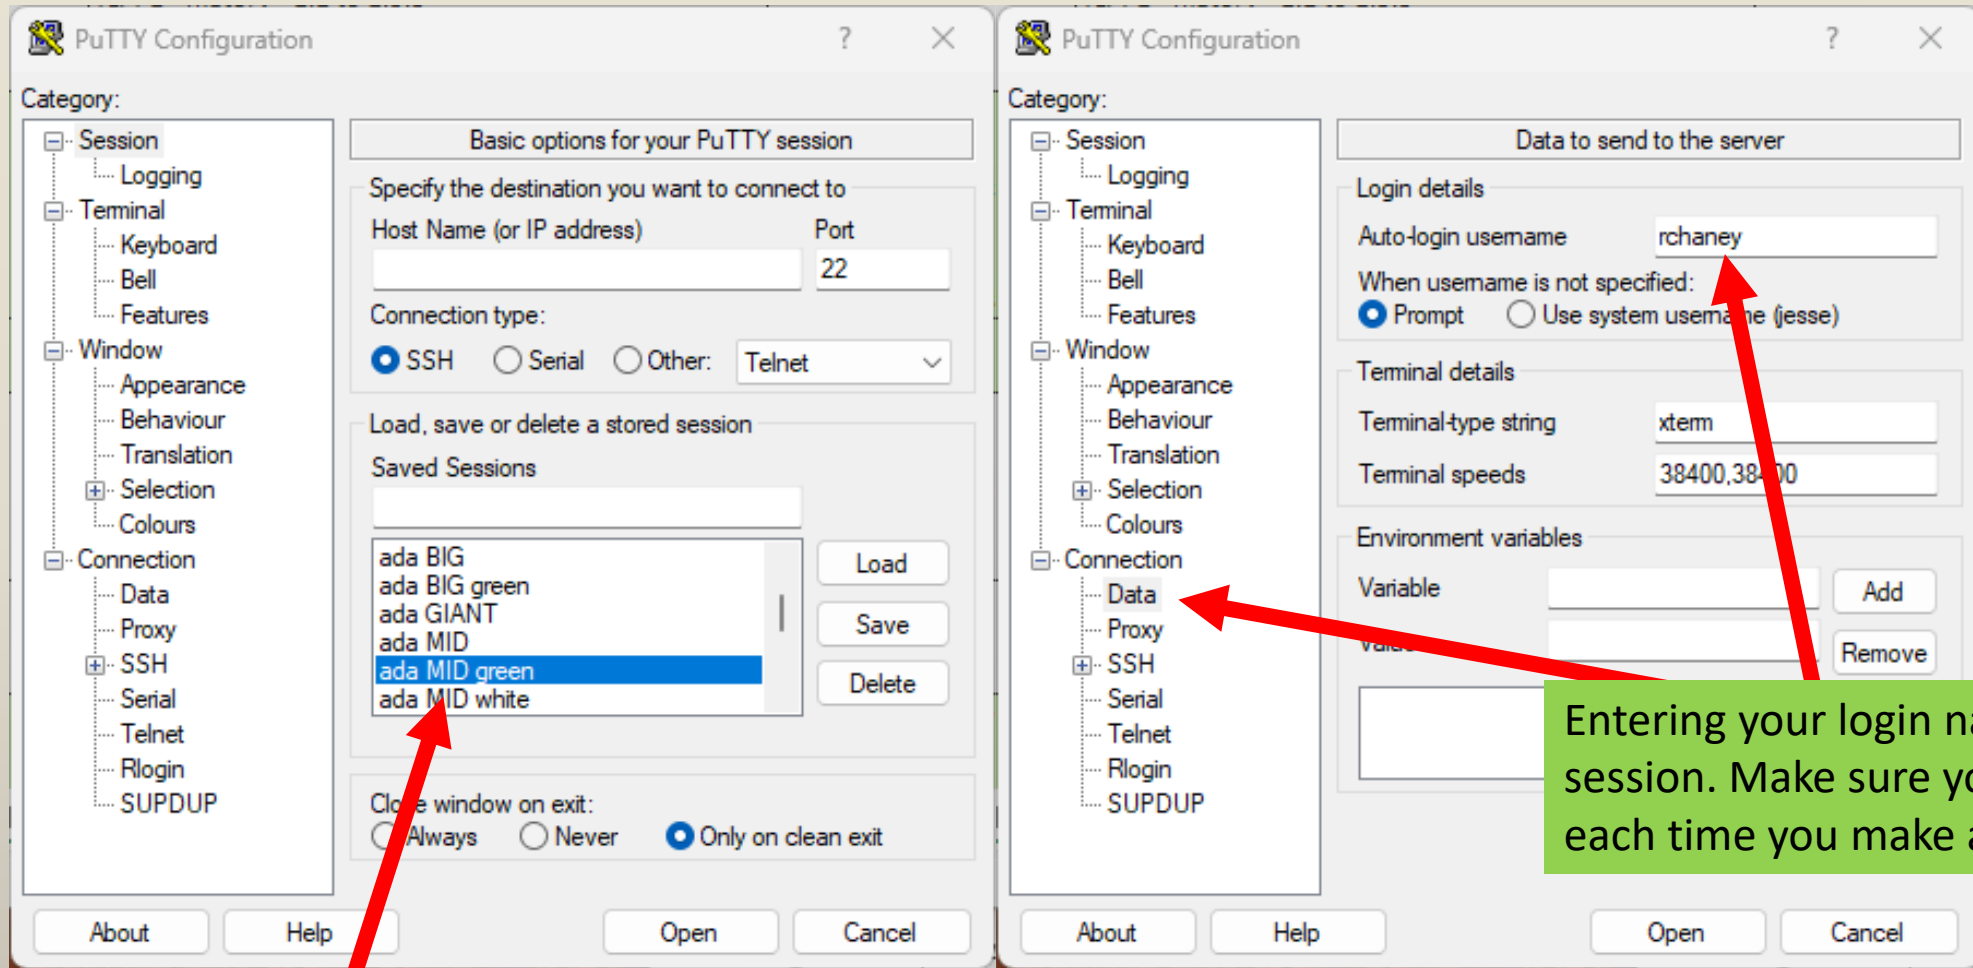 PuTTY Configuration
Category:
Session
Logging
Terminal
Keyboard
Bell
Features
Window
Appearance
Behaviour
Translation
Selection
Colours
Connection
Data
Proxy
SSH
Serial
Telnet
Rlogin
SUPDUP
Basic options for your PuTTY session
Specify the destination you want to connect to
Host Name (or IP address) Port
22
Connection type:
SSH Serial Other: Telnet
Load, save or delete a stored session
Saved Sessions
ada BIG
ada BIG green
ada GIANT
ada MID
ada MID green
ada MID white
Load
Save
Delete
Close window on exit:
Always Never Only on clean exit
About Help Open Cancel
PuTTY Configuration
Category:
Session
Logging
Terminal
Keyboard
Bell
Features
Window
Appearance
Behaviour
Translation
Selection
Colours
Connection
Data
Proxy
SSH
Serial
Telnet
Rlogin
SUPDUP
Data to send to the server
Login details
Auto-login username rchaney
When username is not specified:
Prompt Use system username (jesse)
Terminal details
Terminal-type string xterm
Terminal speeds 38400,38400
Environment variables
Variable Add
Remove
Entering your login
session. Make sure
each time you make
About Help Open Cancel